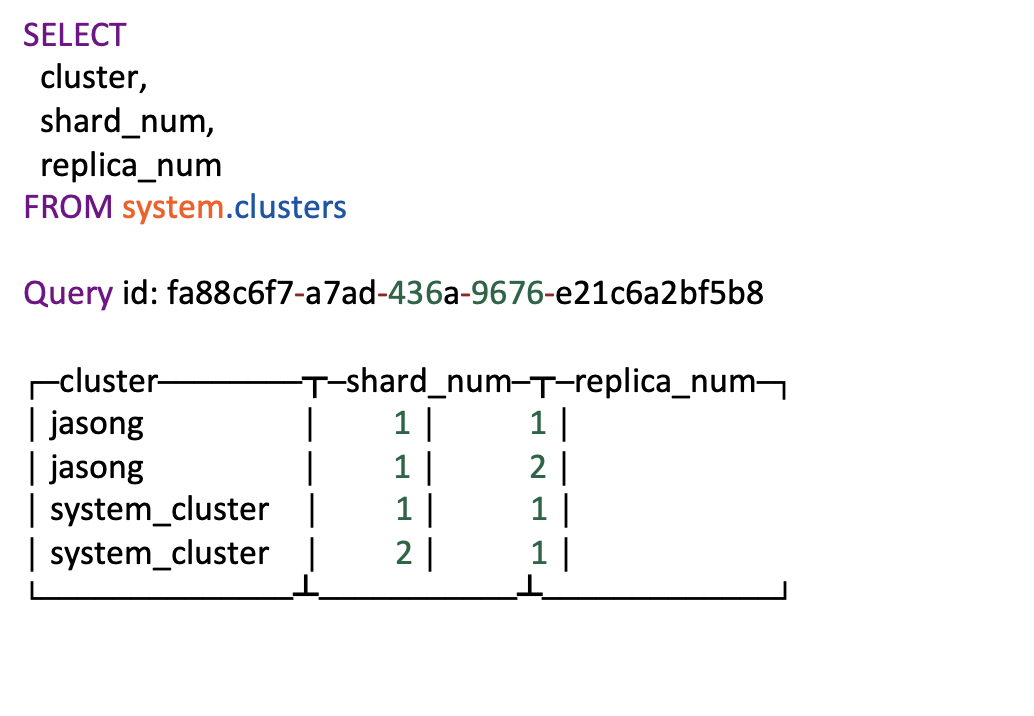 SELECT
cluster,
shard_num,
replica_num
FROM system.clusters
Query id: fa88c6f7-a7ad-436a-9676-e21c6a2bf5b8
┌─cluster────────┬─shard_num─┬─replica_num─┐
│ jasong │ 1 │ 1 │
│ jasong │ 1 │ 2 │
│ system_cluster │ 1 │ 1 │
│ system_cluster │ 2 │ 1 │
└────────────────┴───────────┴─────────────┘